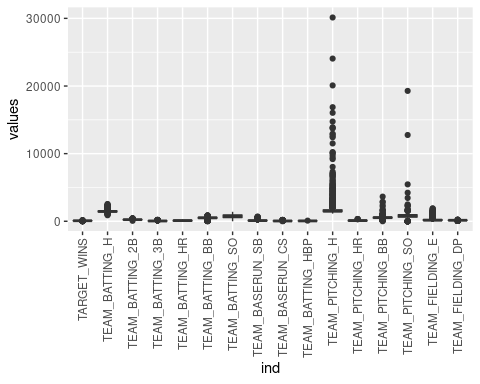 30000
20000
10000
0
values
TARGET_WINS
TEAM_BATTING_H
TEAM_BATTING_2B
TEAM_BATTING_3B
TEAM_BATTING_HR
TEAM_BATTING_BB
TEAM_BATTING_SO
TEAM_BASERUN_SB
TEAM_BASERUN_CS
TEAM_BATTING_HBP
TEAM_PITCHING_H
TEAM_PITCHING_HR
TEAM_PITCHING_BB
TEAM_PITCHING_SO
TEAM_FIELDING_E
TEAM_FIELDING_DP
ind